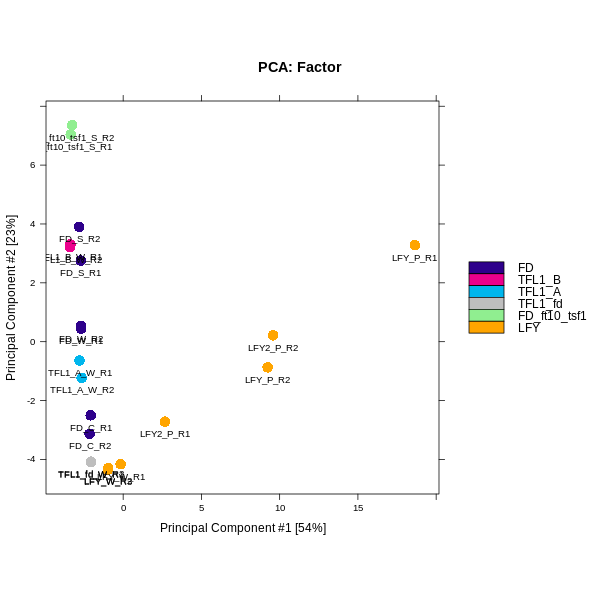 PCA: Factor
ft10_tsf1_S_R2
ft10_tsf1_S_R1
6
4
2
0
-2
-4
FD_S_R2
FD_S_R1
FD_W_R2
TFL1_A_W_R1
TFL1_A_W_R2
FD_C_R1
FD_C_R2
LFY_W_R2
LFY2_P_R1
LFY2_P_R2
LFY_P_R2
LFY_P_R1
0
5
10
15
Principal Component #1 [54%]
Principal Component #2 [23%]
FD
TFL1_B
TFL1_A
TFL1_fd
FD_ft10_tsf1
LFY